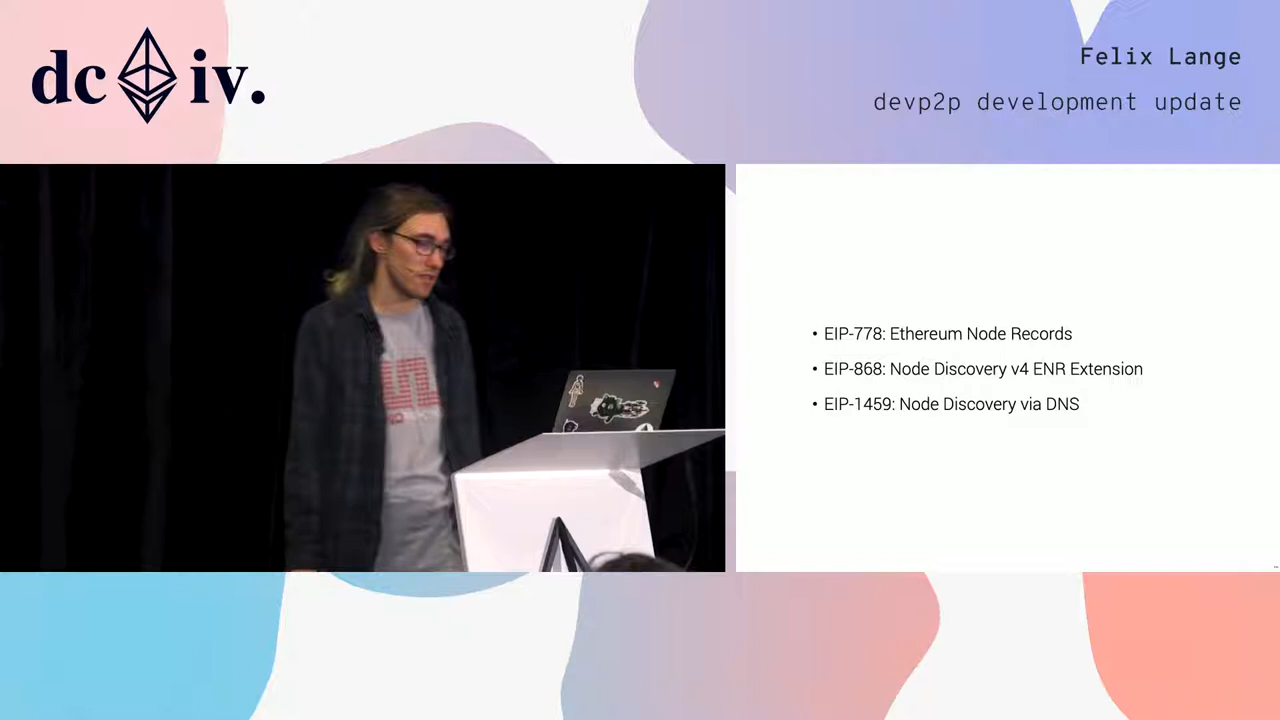 dc iv.
Felix Lange
devp2p development update
• EIP-778: Ethereum Node Records
• EIP-868: Node Discovery v4 ENR Extension
• EIP-1459: Node Discovery via DNS